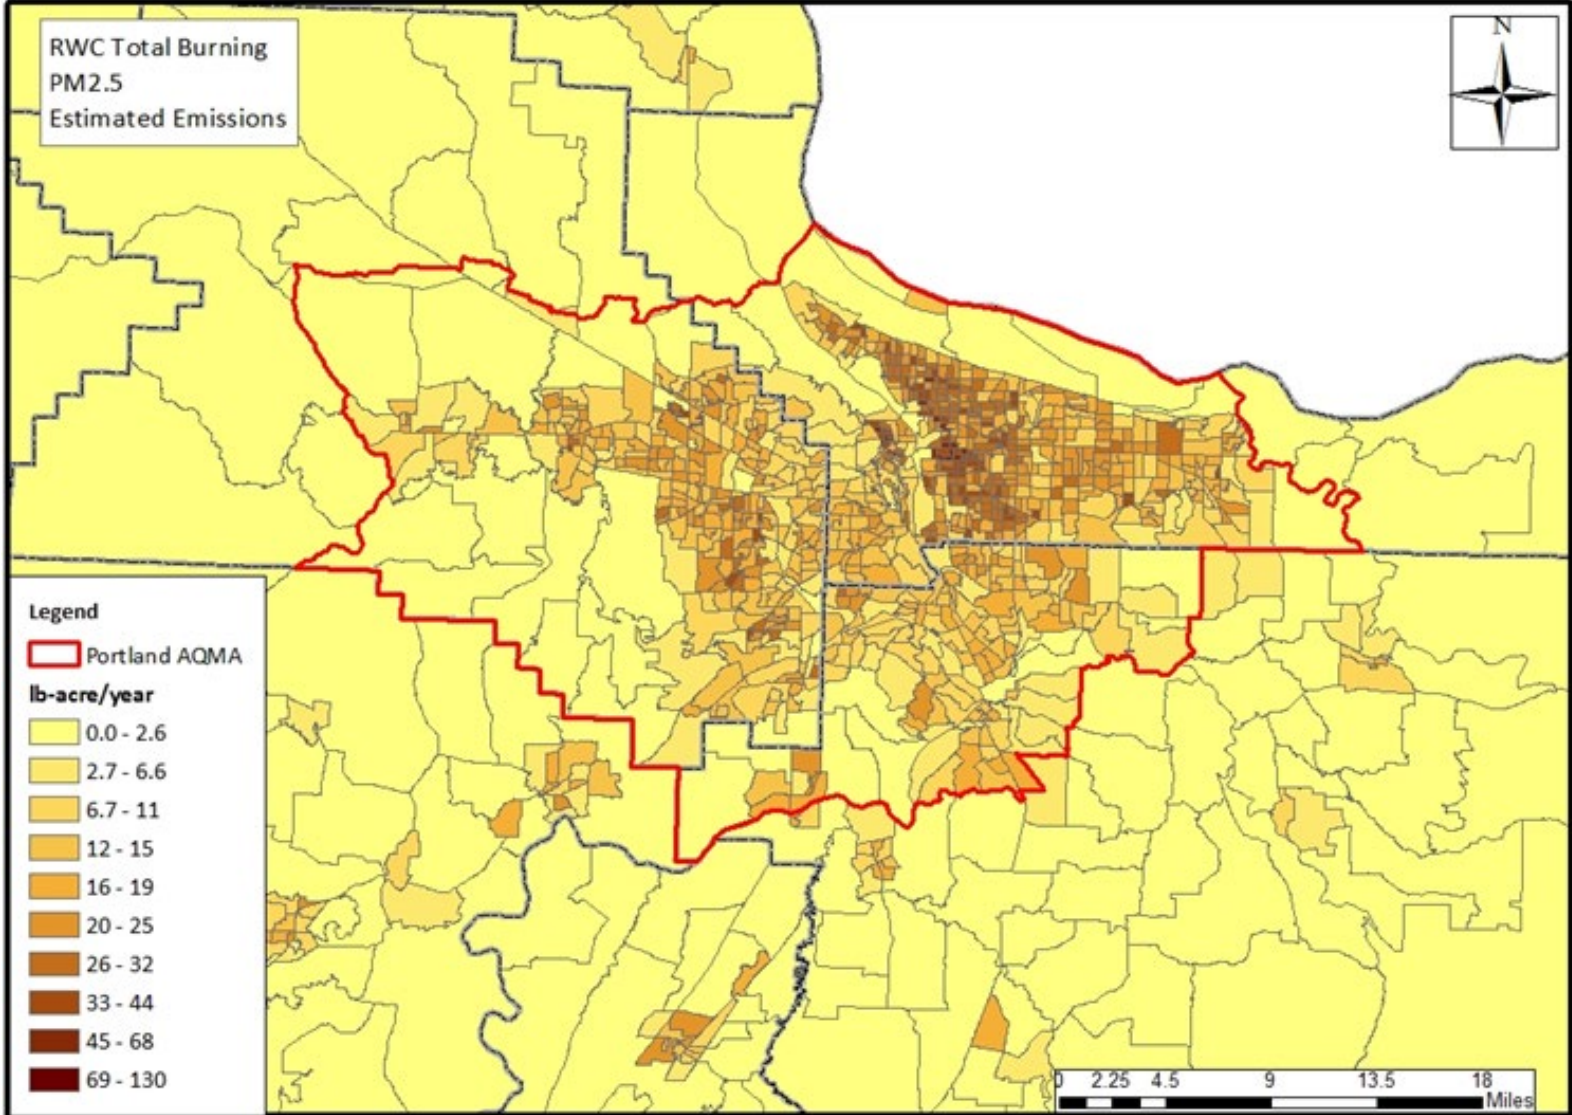 RWC Total Burning
PM2.5
Estimated Emissions
N
Legend
Portland AQMA
lb-acre/year
0.0 - 2.6
2.7 - 6.6
6.7 - 11
12 - 15
16 - 19
20 - 25
26 - 32
33 - 44
45 - 68
69 - 130
0 2.25 4.5 9 13.5 18
Miles